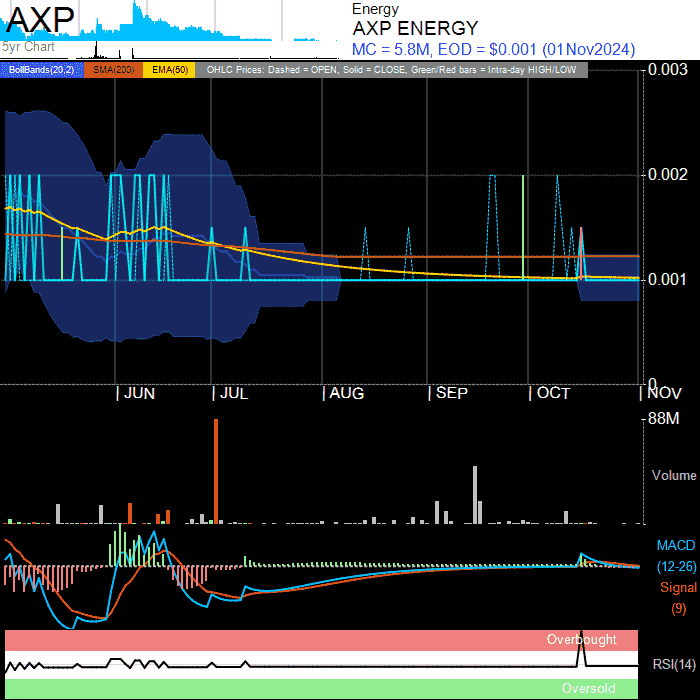 AXP
5yr Chart
Energy
AXP ENERGY
MC = 5.8M, EOD = $0.001 (01Nov2024)
BollBands(20,2) SMA(200) EMA(50) OHLC Prices: Dashed = OPEN, Solid = CLOSE, Green/Red bars = Intra-day HIGH/LOW
0.003
0.002
0.001
0
JUN JUL AUG SEP OCT NOV
88M
Volume
MACD
(12-26)
Signal
(9)
Overbought
RSI(14)
Oversold